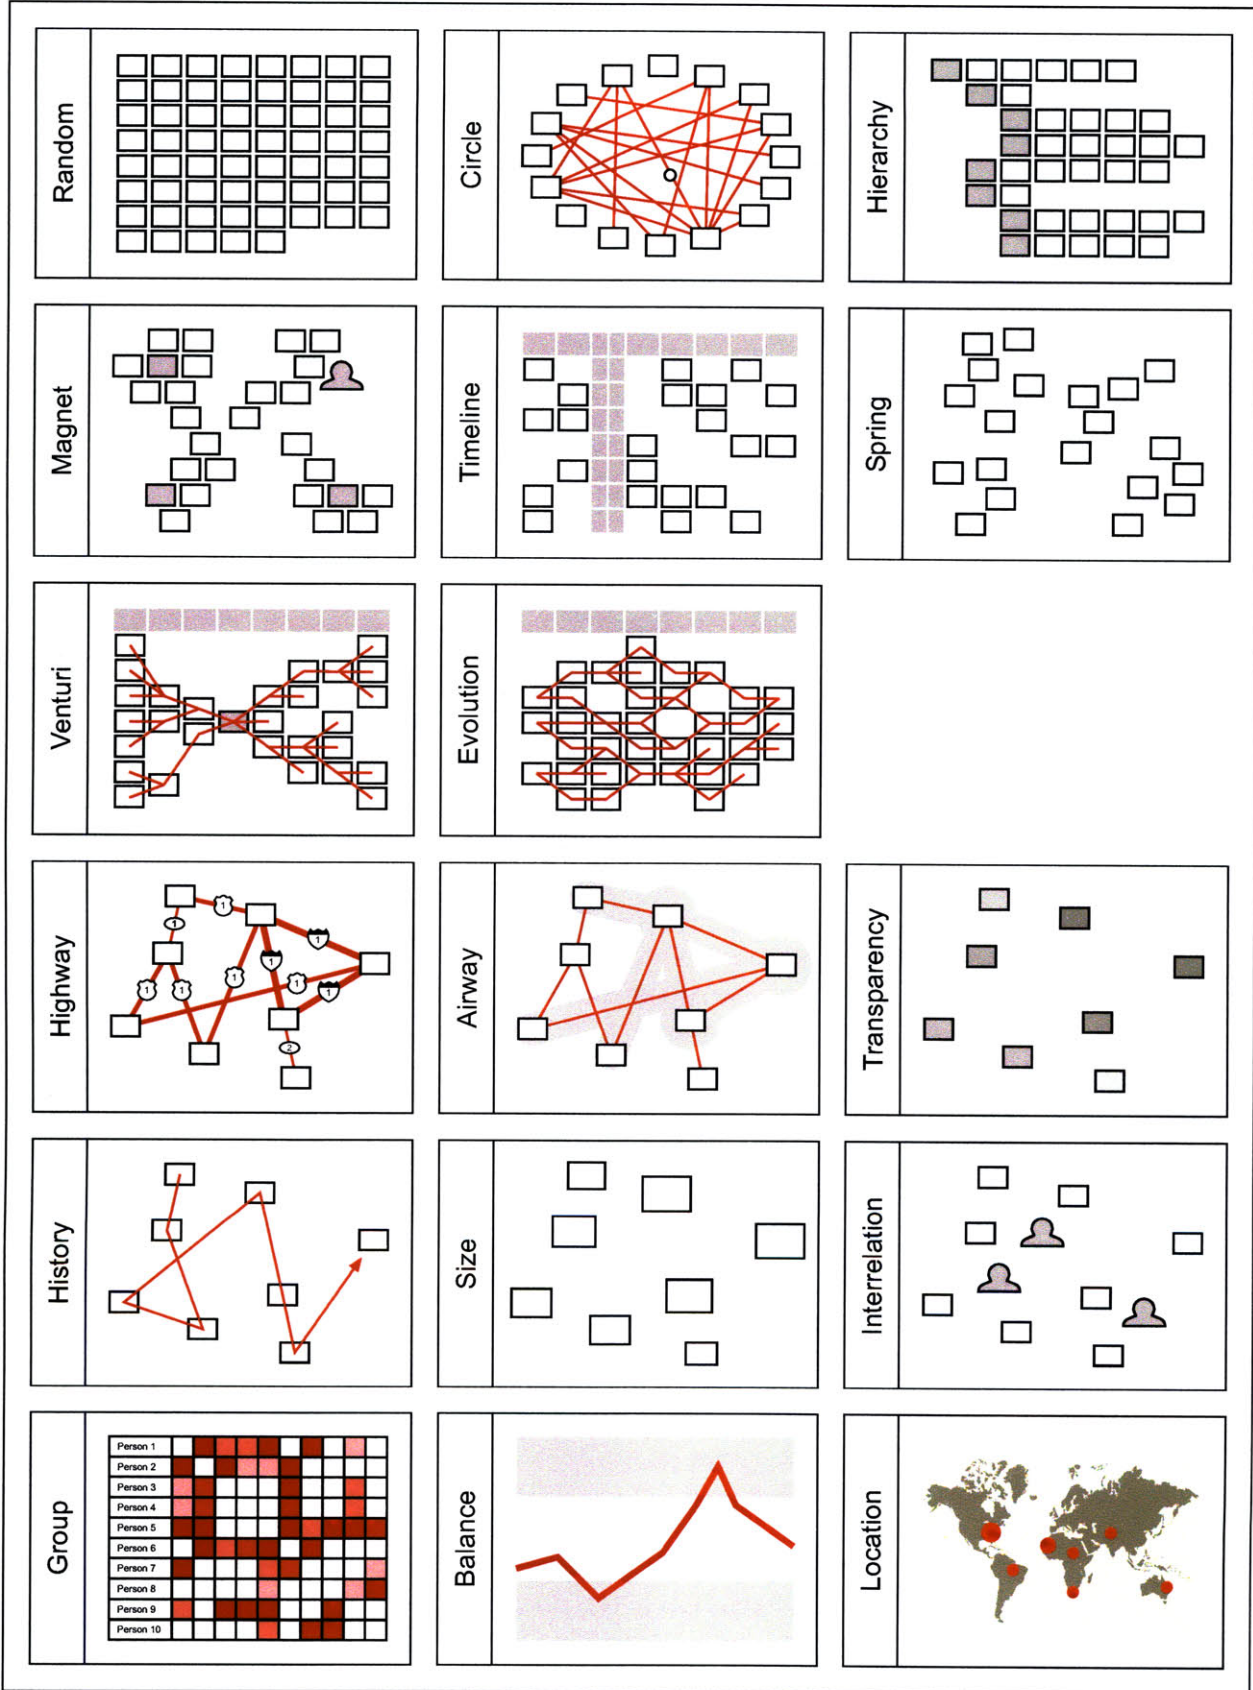 Random
Circle
Hierarchy
Magnet
Timeline
Spring
Venturi
Evolution
Highway
1
1
1
1
1
1
1
1
1
2
Airway
Transparency
History
Size
Interrelation
Group
Person 1
Person 2
Person 3
Person 4
Person 5
Person 6
Person 7
Person 8
Person 9
Person 10
Balance
Location